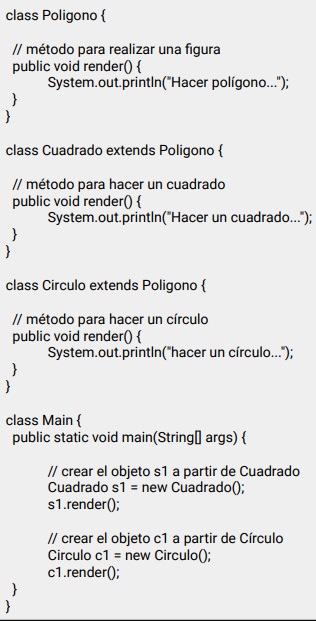 class Poligono {
// método para realizar una figura
public void render() {
System.out.println("Hacer polígono...");
}
}
class Cuadrado extends Poligono {
// método para hacer un cuadrado
public void render() {
System.out.println("Hacer un cuadrado...");
}
}
class Circulo extends Poligono {
// método para hacer un círculo
public void render() {
System.out.println("hacer un círculo...");
}
}
class Main {
public static void main(String[] args) {
// crear el objeto s1 a partir de Cuadrado
Cuadrado s1 = new Cuadrado();
s1.render();
// crear el objeto c1 a partir de Círculo
Circulo c1 = new Circulo();
c1.render();
}
}